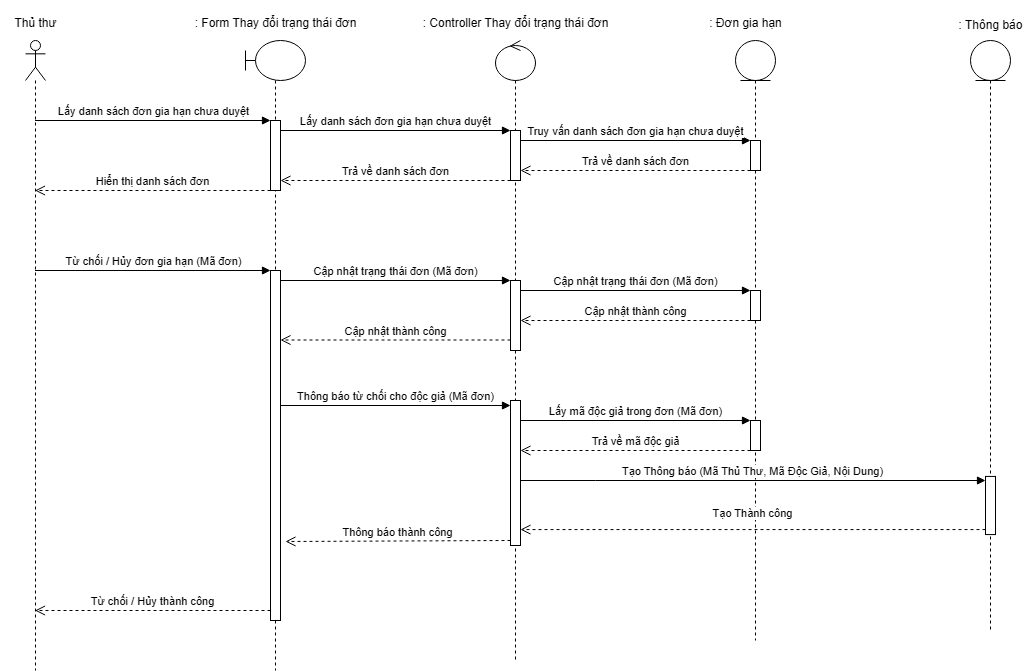 Thủ thư
: Form Thay đổi trạng thái đơn
: Controller Thay đổi trạng thái đơn
: Đơn gia hạn
: Thông báo
Lấy danh sách đơn gia hạn chưa duyệt
Lấy danh sách đơn gia hạn chưa duyệt
Truy vấn danh sách đơn gia hạn chưa duyệt
Trả về danh sách đơn
Trả về danh sách đơn
Hiển thị danh sách đơn
Từ chối / Hủy đơn gia hạn (Mã đơn)
Cập nhật trạng thái đơn (Mã đơn)
Cập nhật trạng thái đơn (Mã đơn)
Cập nhật thành công
Cập nhật thành công
Thông báo từ chối cho độc giả (Mã đơn)
Lấy mã độc giả trong đơn (Mã đơn)
Trả về mã độc giả
Tạo Thông báo (Mã Thủ Thư, Mã Độc Giả, Nội Dung)
Tạo Thành công
Thông báo thành công
Từ chối / Hủy thành công